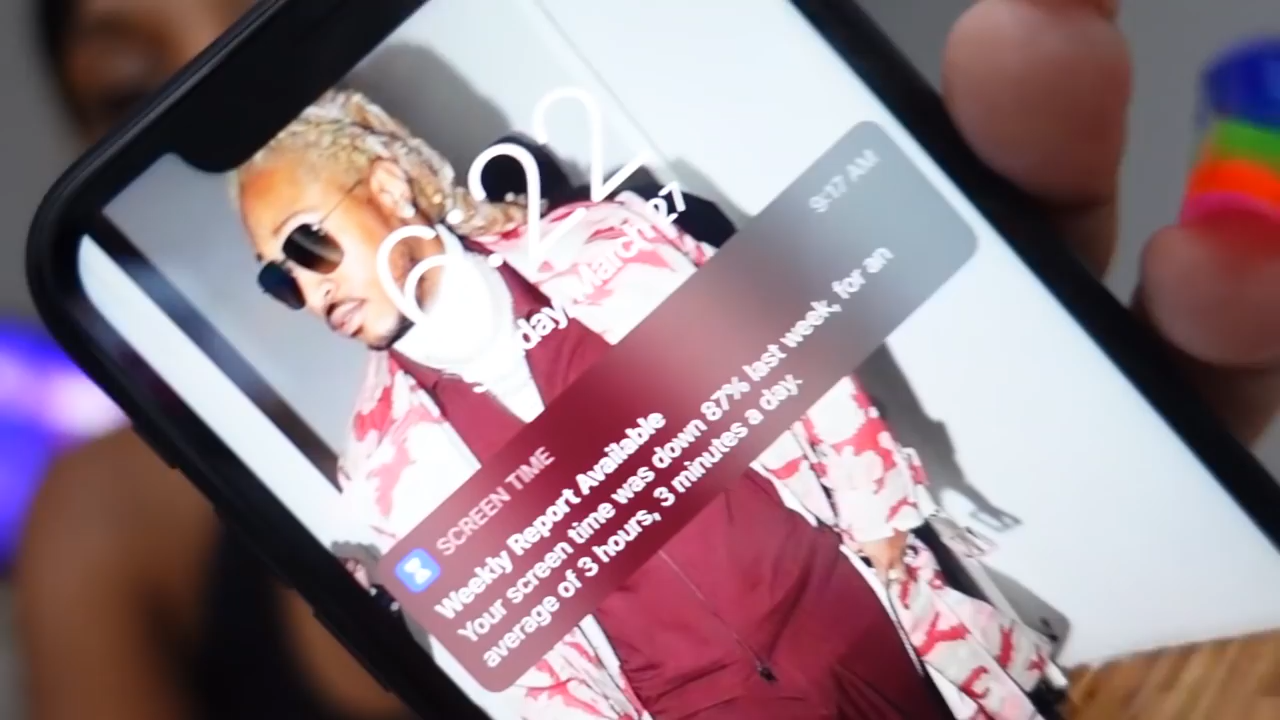 6:22
day, March 27
SCREEN TIME
9:17 AM
Weekly Report Available
Your screen time was down 87% last week, for an
average of 3 hours, 3 minutes a day.